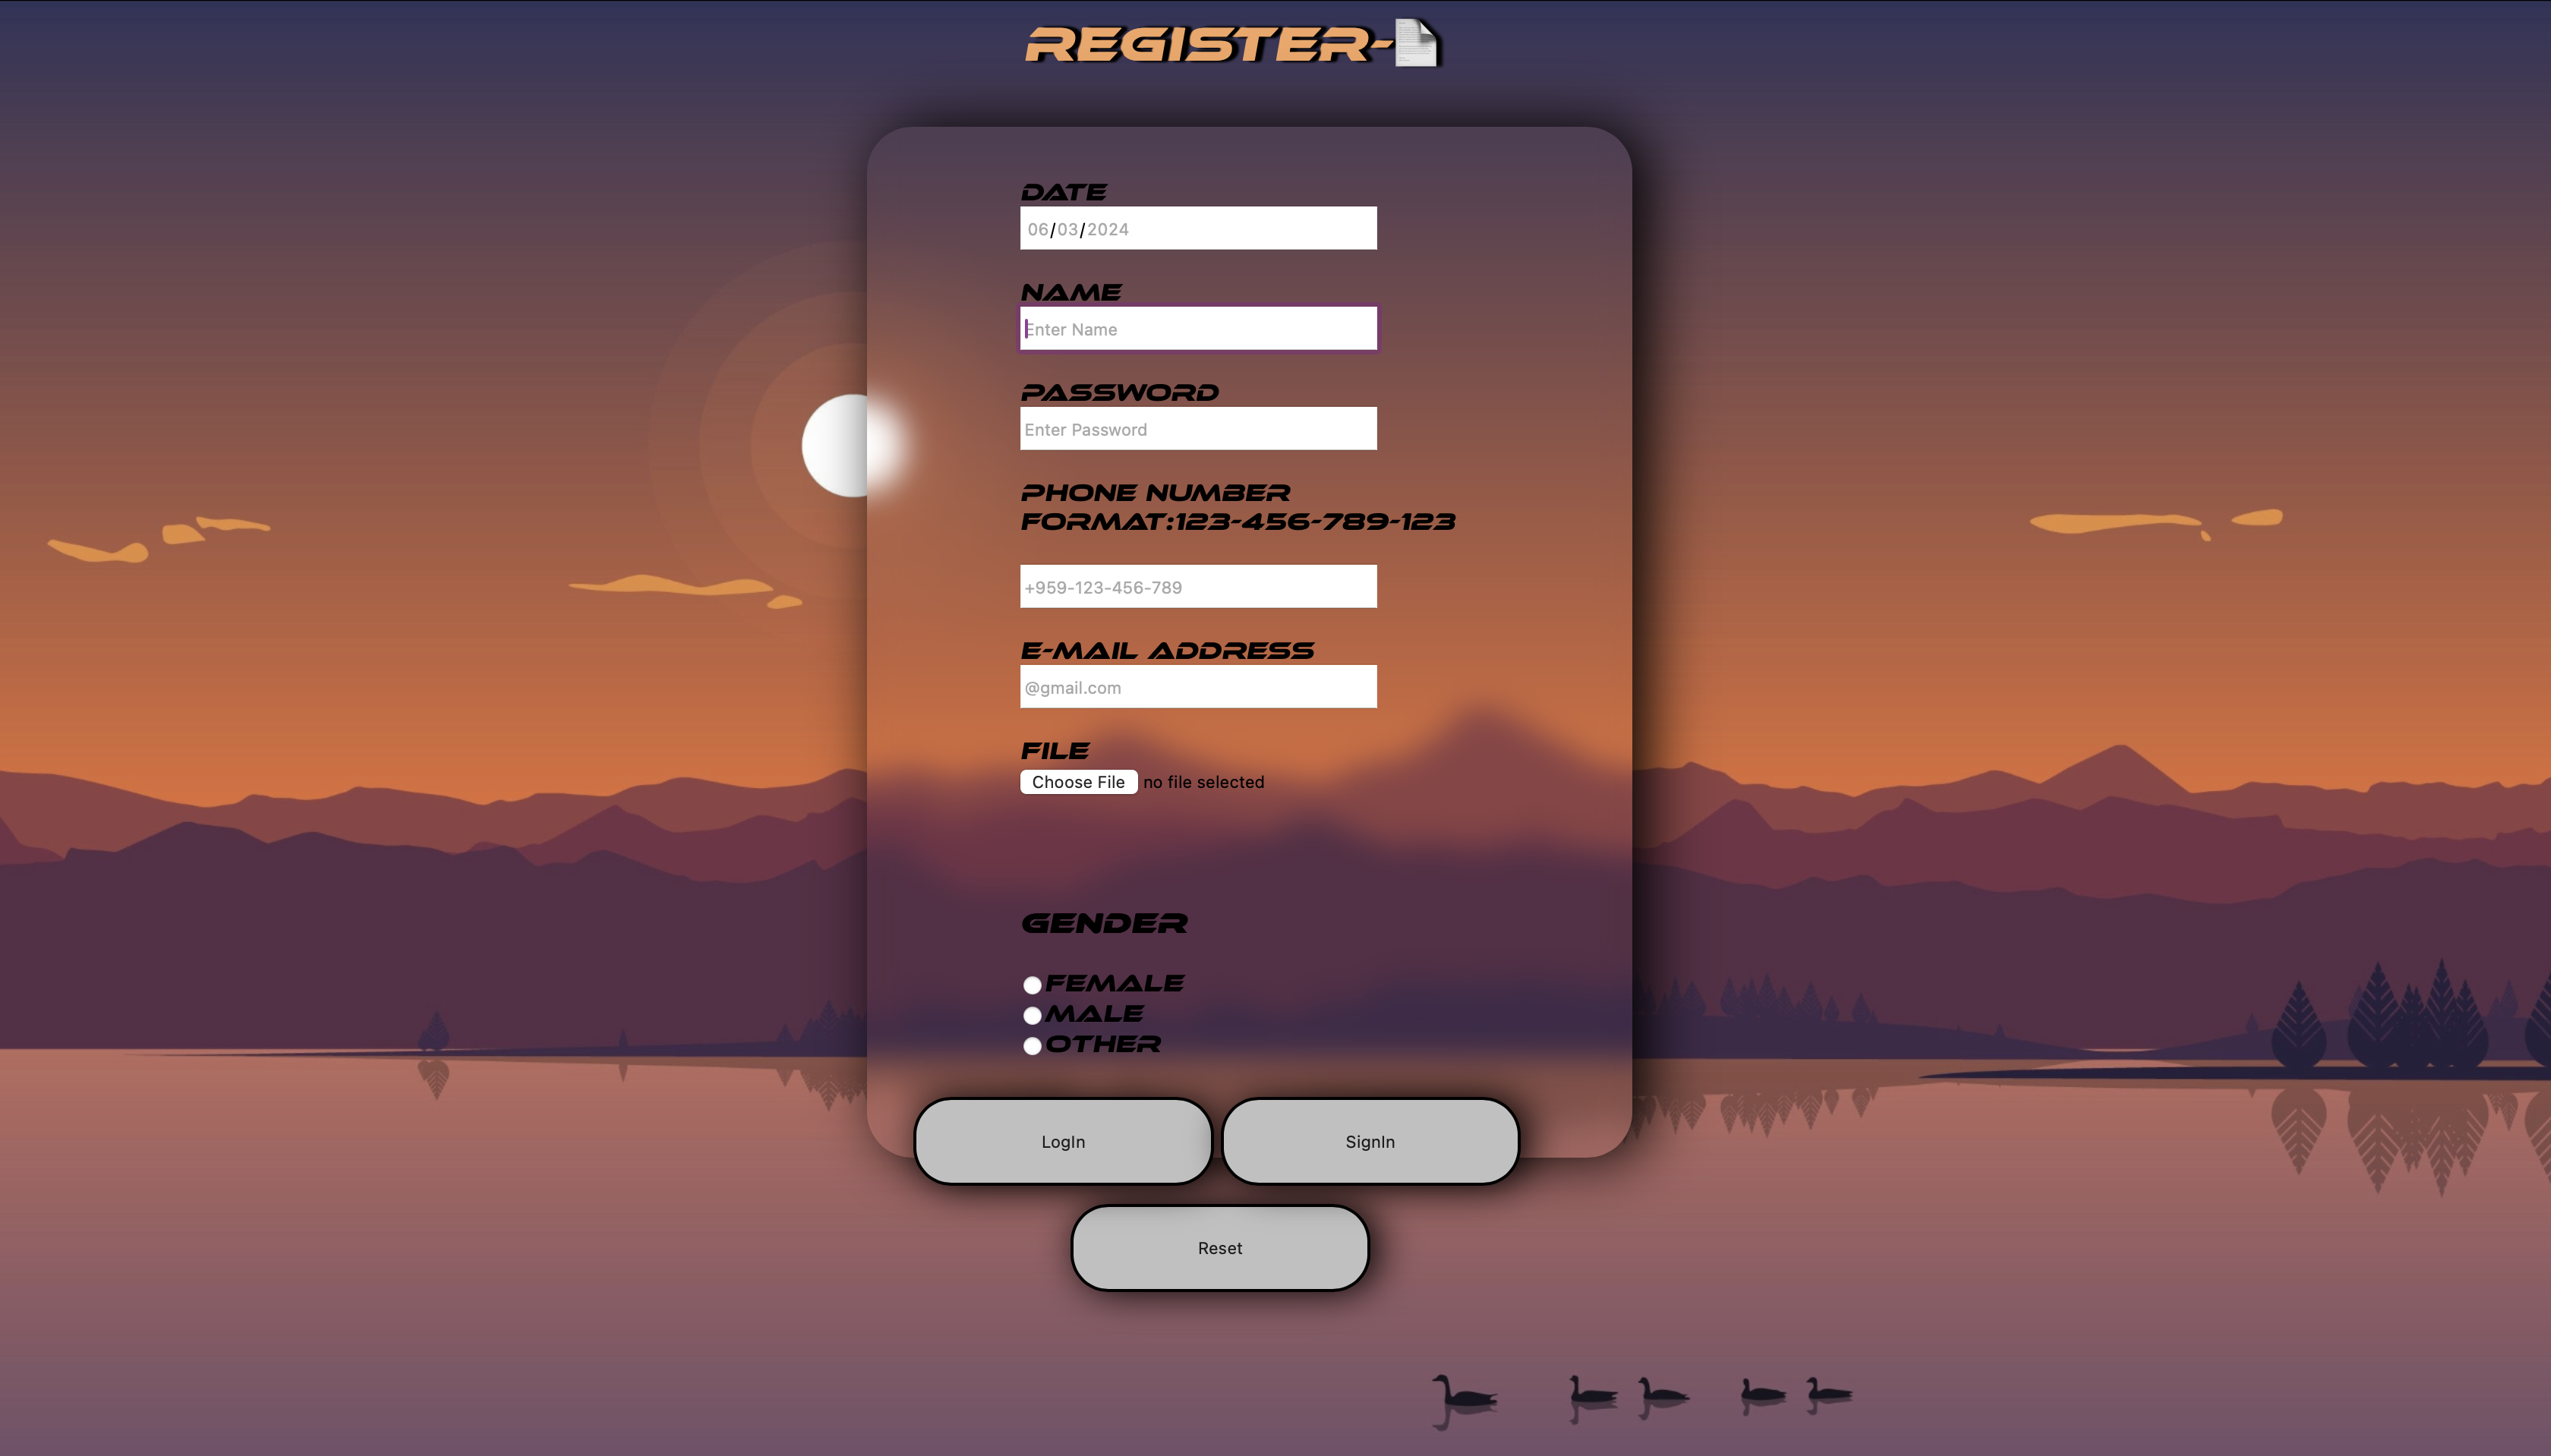 REGISTER-
DATE
06/03/2024
NAME
Enter Name
PASSWORD
Enter Password
PHONE NUMBER
FORMAT:123-456-789-123
+959-123-456-789
E-MAIL ADDRESS
@gmail.com
FILE
Choose File no file selected
GENDER
FEMALE
MALE
OTHER
LogIn SignIn
Reset